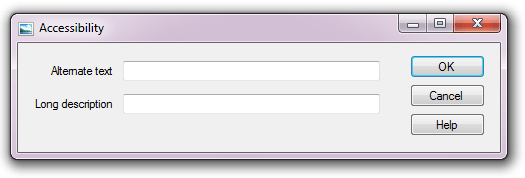 Accessibility
Alternate text
OK
Long description
Cancel
Help